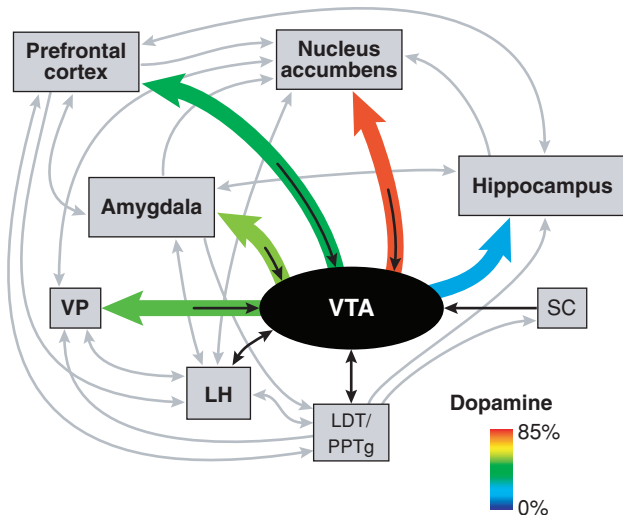 Prefrontal
cortex
Nucleus
accumbens
Hippocampus
Amygdala
VP
VTA
SC
LH
LDT/
PPTg
Dopamine
85%
0%